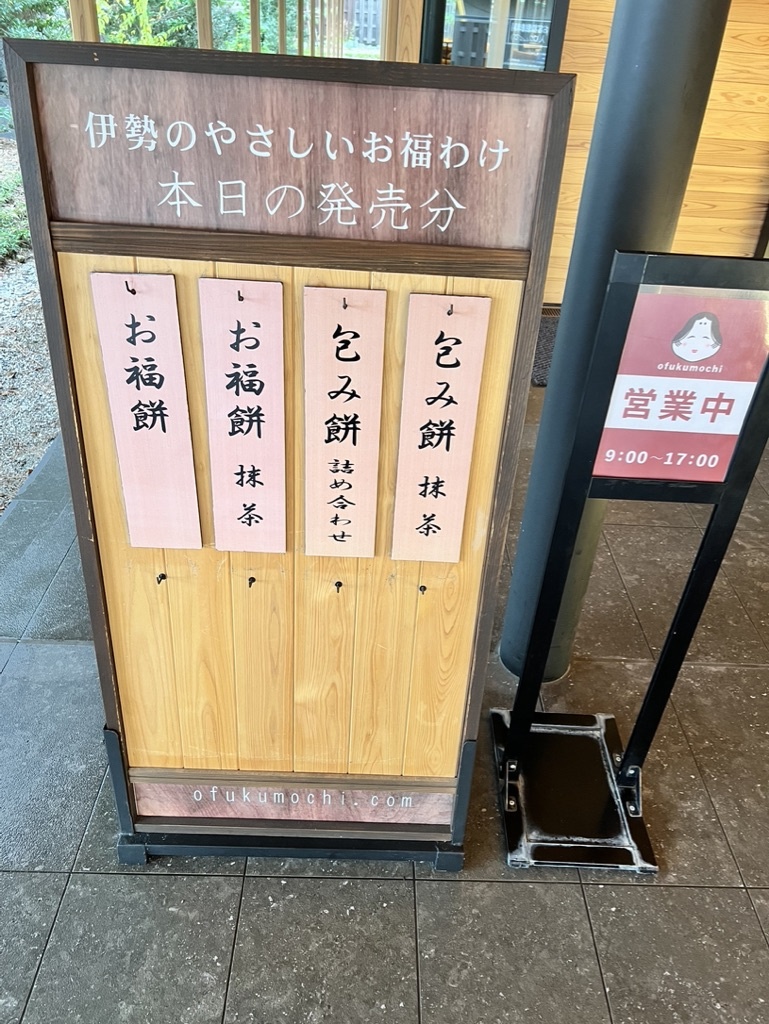 伊勢のやさしいお福わけ
本日の発売分
お福餅
お福餅 抹茶
包み餅 詰め合わせ
包み餅 抹茶
ofukumochi.com
ofukumochi
営業中
9:00〜17:00